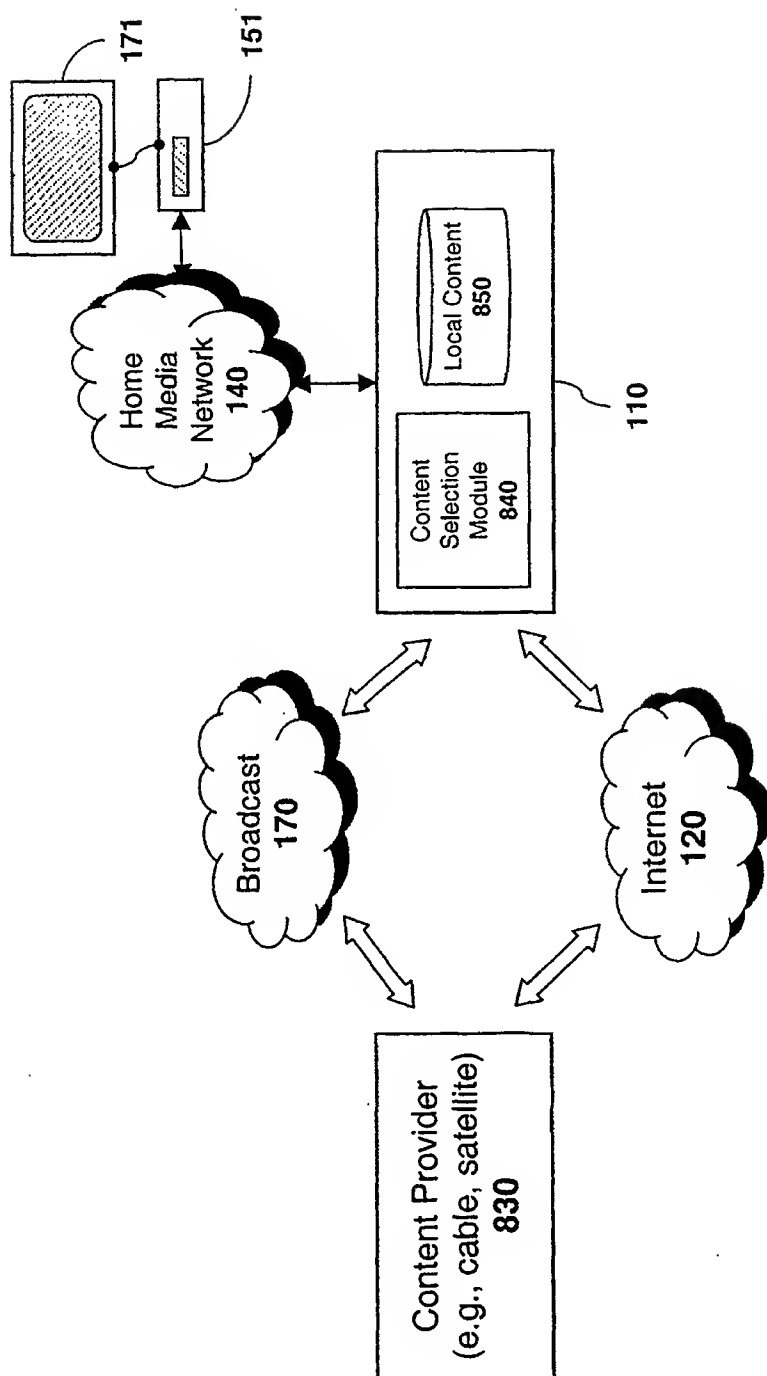 Content Provider
(e.g., cable, satellite)
830
Broadcast
170
Internet
120
Content
Selection
Module
840
Local Content
850
110
Home
Media
Network
140
151
171